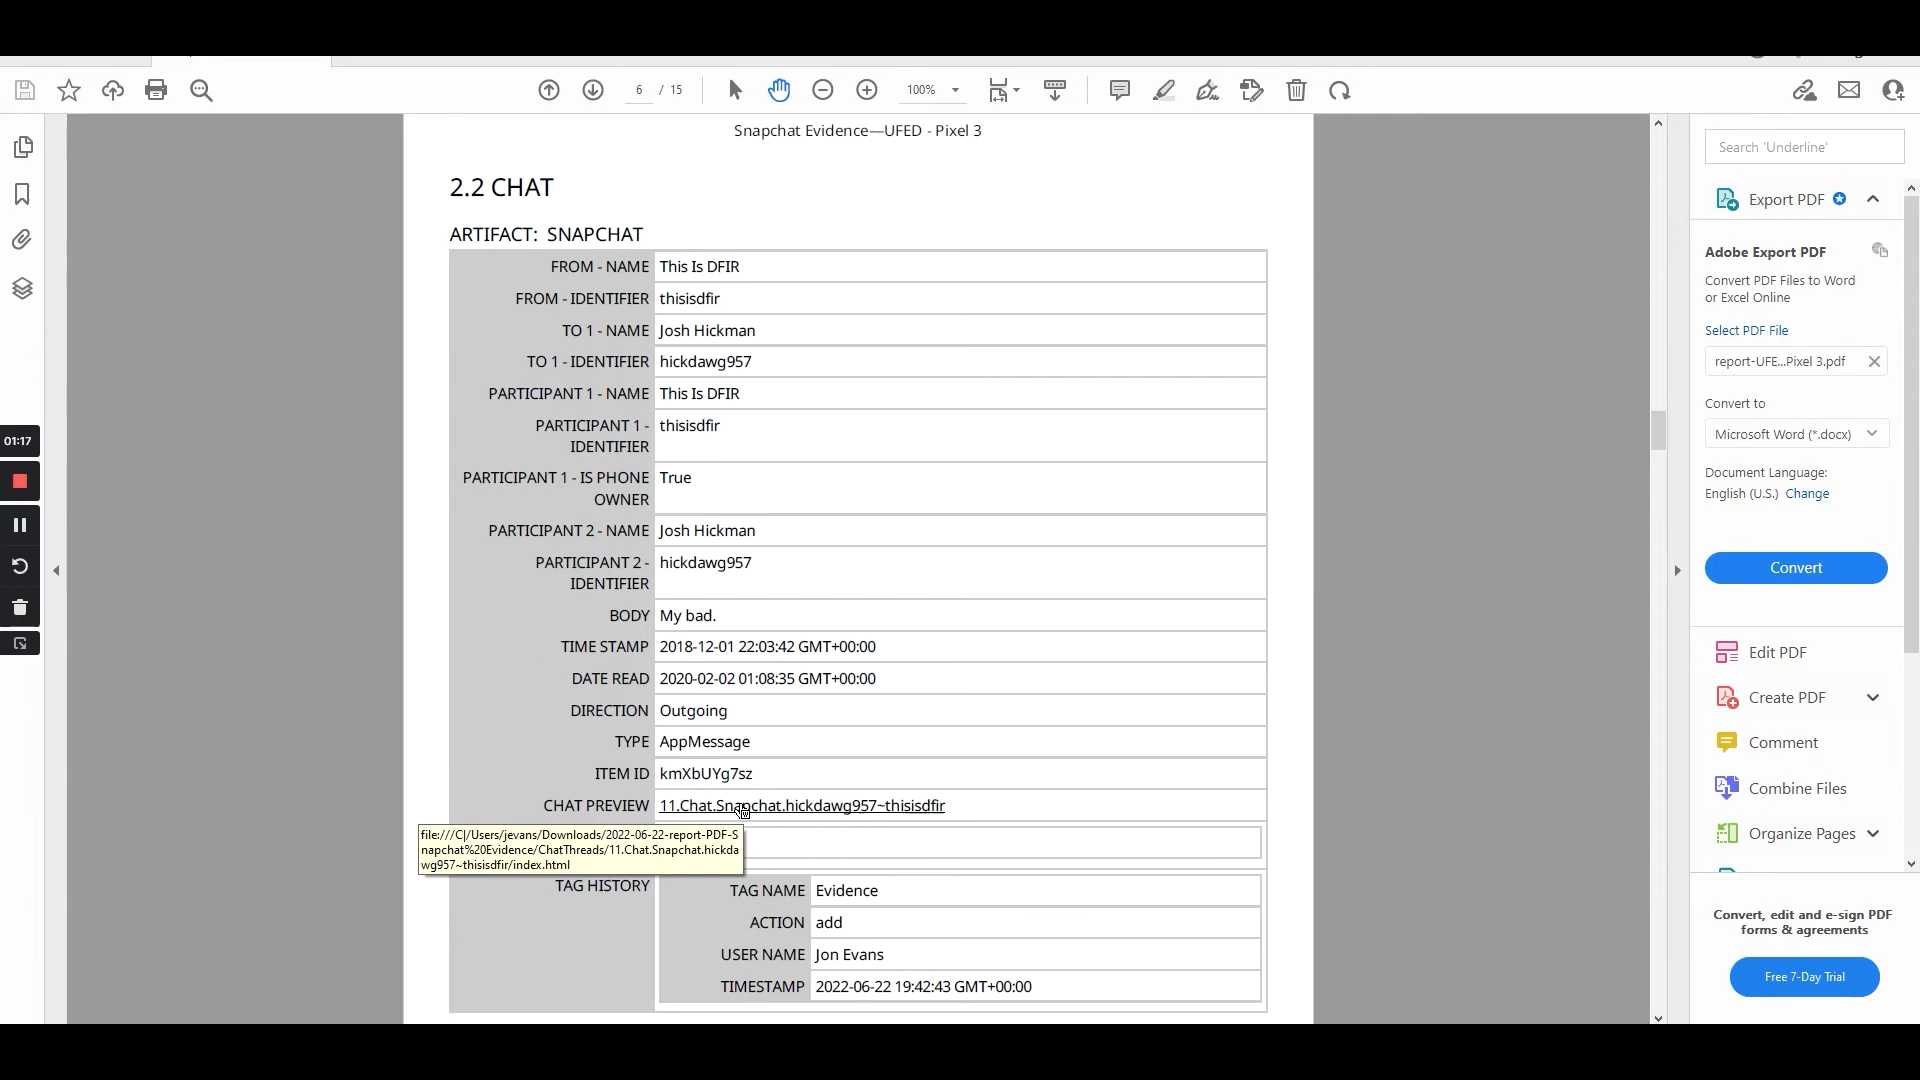 6 / 15
100%
Snapchat Evidence—UFED - Pixel 3
2.2 CHAT
ARTIFACT: SNAPCHAT
FROM - NAME This Is DFIR
FROM - IDENTIFIER thisisdfir
TO 1 - NAME Josh Hickman
TO 1 - IDENTIFIER hickdawg957
PARTICIPANT 1 - NAME This Is DFIR
PARTICIPANT 1 - thisisdfir
IDENTIFIER
PARTICIPANT 1 - IS PHONE True
OWNER
PARTICIPANT 2 - NAME Josh Hickman
PARTICIPANT 2 - hickdawg957
IDENTIFIER
BODY My bad.
TIME STAMP 2018-12-01 22:03:42 GMT+00:00
DATE READ 2020-02-02 01:08:35 GMT+00:00
DIRECTION Outgoing
TYPE AppMessage
ITEM ID kmXbUYg7sz
CHAT PREVIEW 11.Chat.Snapchat.hickdawg957~thisisdfir
file:///C|/Users/jevans/Downloads/2022-06-22-report-PDF-S
napchat%20Evidence/ChatThreads/11.Chat.Snapchat.hickda
wg957~thisisdfir/index.html
TAG HISTORY
TAG NAME Evidence
ACTION add
USER NAME Jon Evans
TIMESTAMP 2022-06-22 19:42:43 GMT+00:00
01:17
Search 'Underline'
Export PDF
Adobe Export PDF
Convert PDF Files to Word
or Excel Online
Select PDF File
report-UFE...Pixel 3.pdf
Convert to
Microsoft Word (*.docx)
Document Language:
English (U.S.) Change
Convert
Edit PDF
Create PDF
Comment
Combine Files
Organize Pages
Convert, edit and e-sign PDF
forms & agreements
Free 7-Day Trial